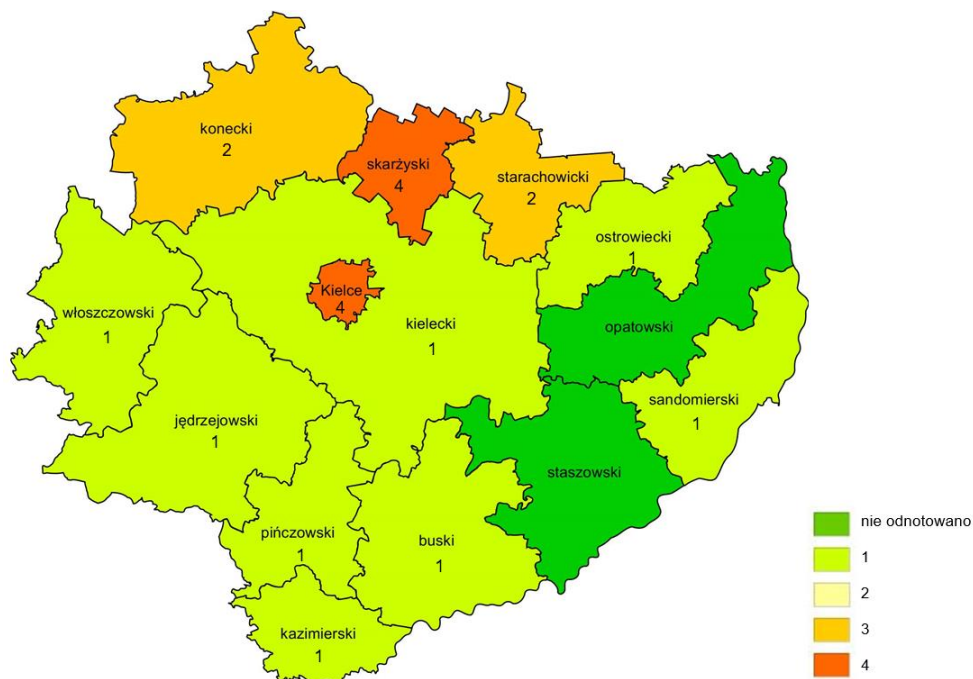 konecki
2
skarżyski
4
starachowicki
2
ostrowiecki
1
Kielce
4
włoszczowski
1
kielecki
1
opatowski
sandomierski
1
jędrzejowski
1
staszowski
pińczowski
1
buski
1
kazimierski
1
nie odnotowano
1
2
3
4